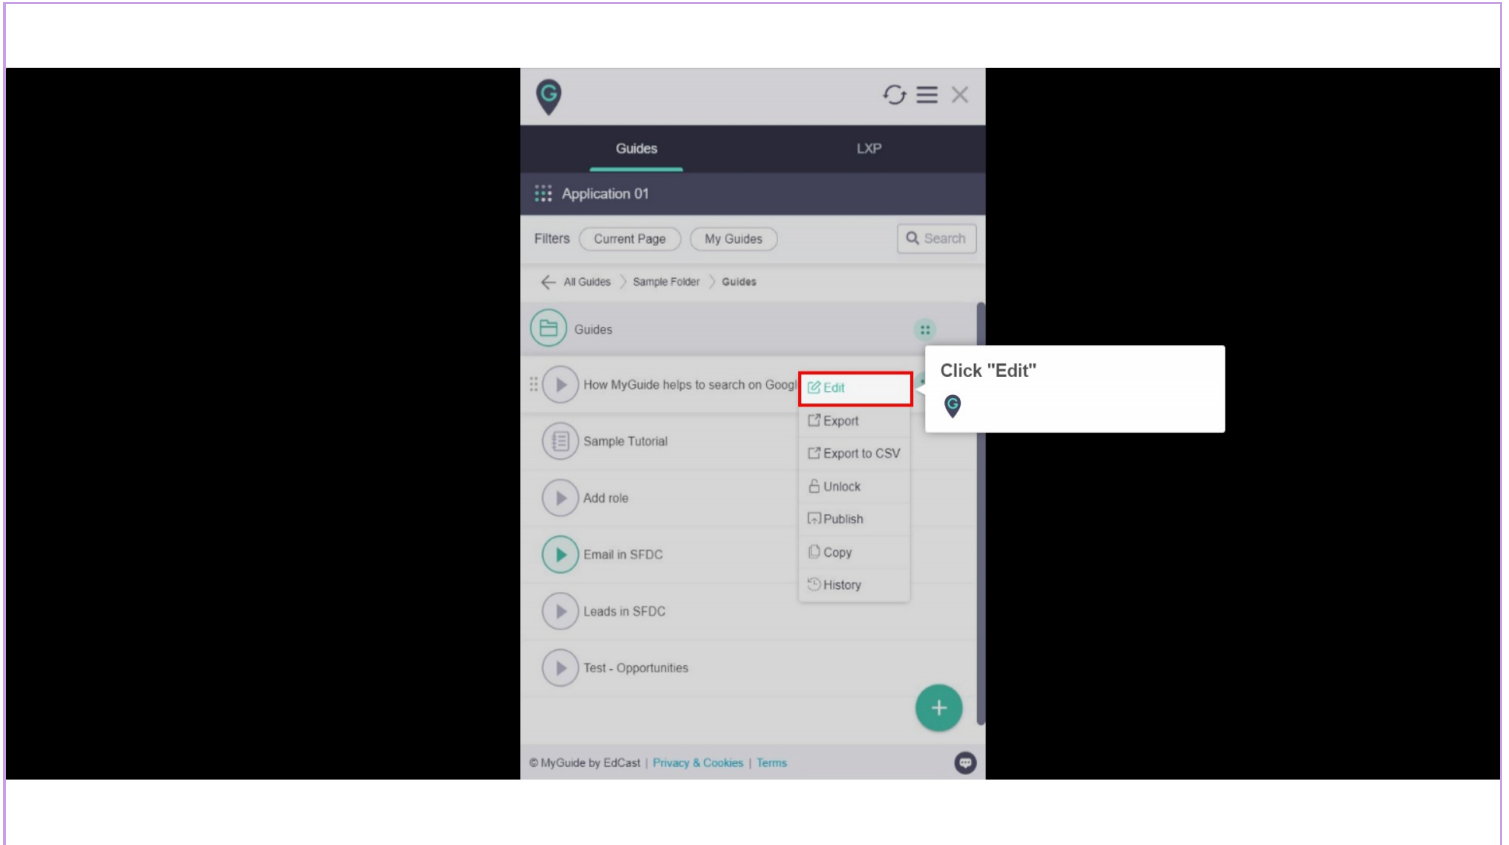 G
Guides LXP
Application 01
Filters Current Page My Guides Search
All Guides Sample Folder Guides
Guides
Click "Edit"
G
How MyGuide helps to search on Googl
Edit
Export
Sample Tutorial
Export to CSV
Unlock
Add role
Publish
Email in SFDC
Copy
History
Leads in SFDC
Test - Opportunities
+
© MyGuide by EdCast | Privacy & Cookies | Terms